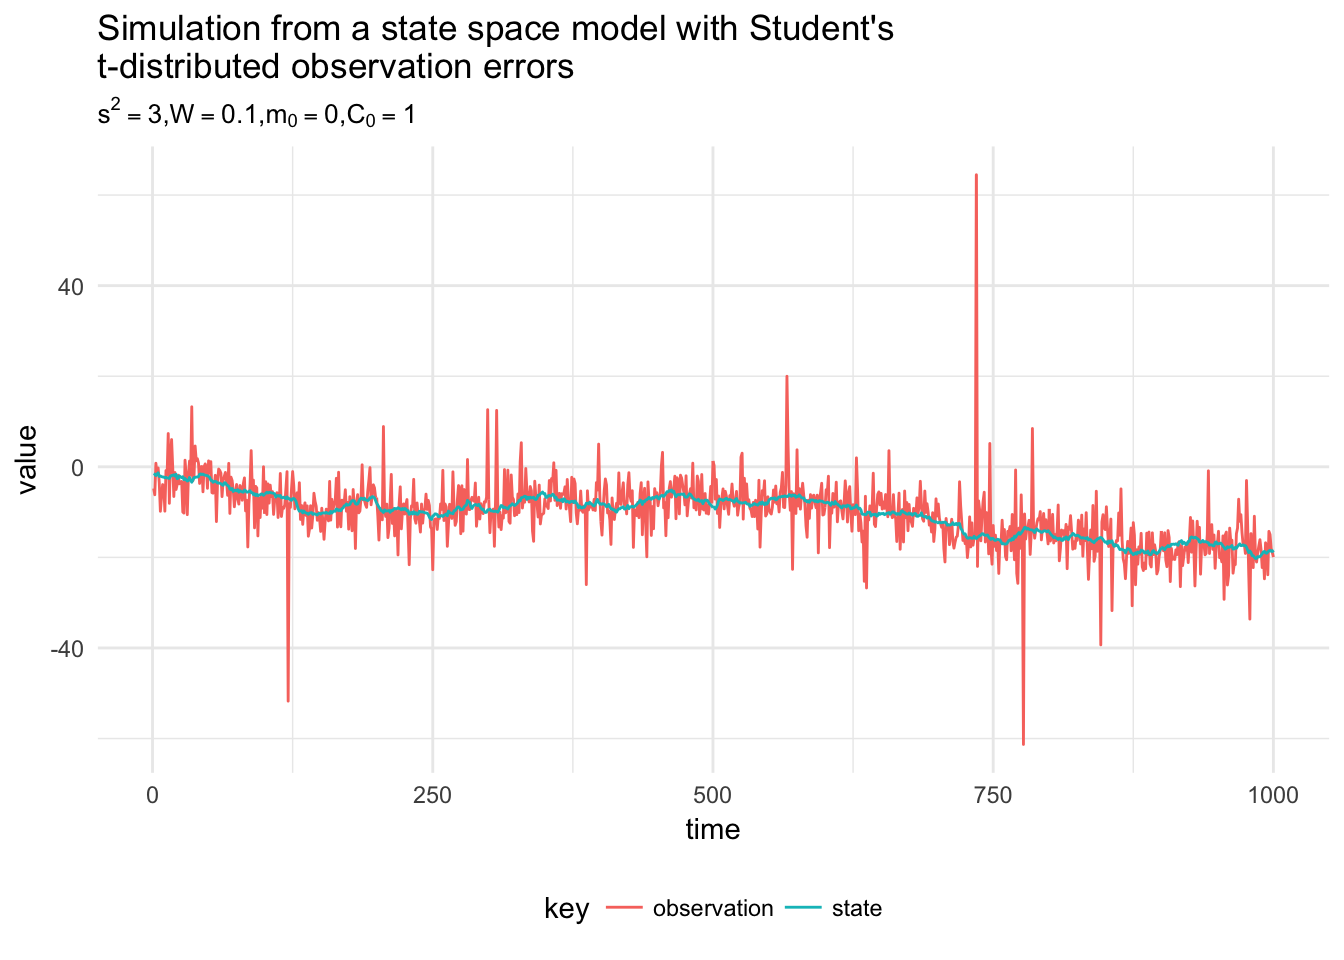 Simulation from a state space model with Student's
t-distributed observation errors
s² = 3,W = 0.1,m₀ = 0,C₀ = 1
40
0
-40
value
0 250 500 750 1000
time
key observation state